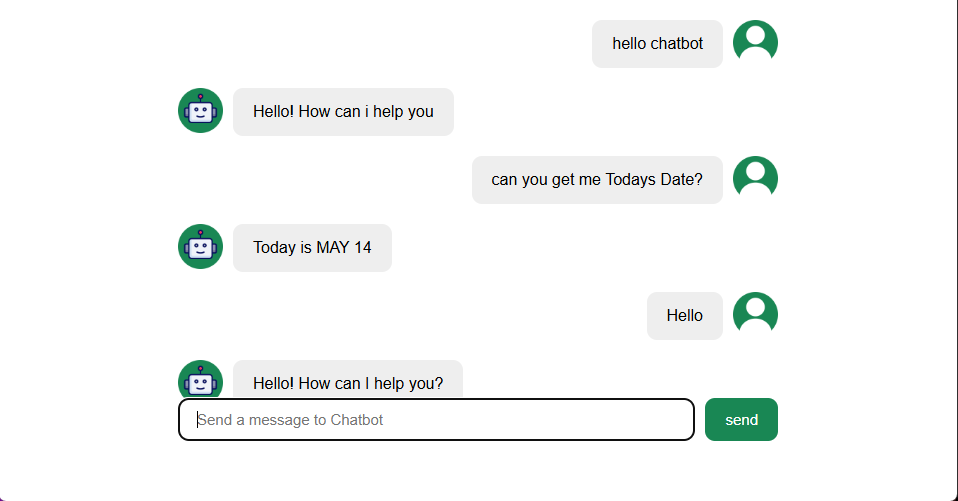 hello chatbot
Hello! How can i help you
can you get me Todays Date?
Today is MAY 14
Hello
Hello! How can I help you?
Send a message to Chatbot
send